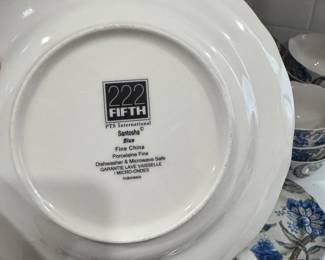 222
FIFTH
PTS International
Santosha©
Blue
Fine China
Porcelaine Fine
Dishwasher & Microwave Safe
GARANTIE LAVE VAISSELLE
/ MICRO-ONDES
Indonesia